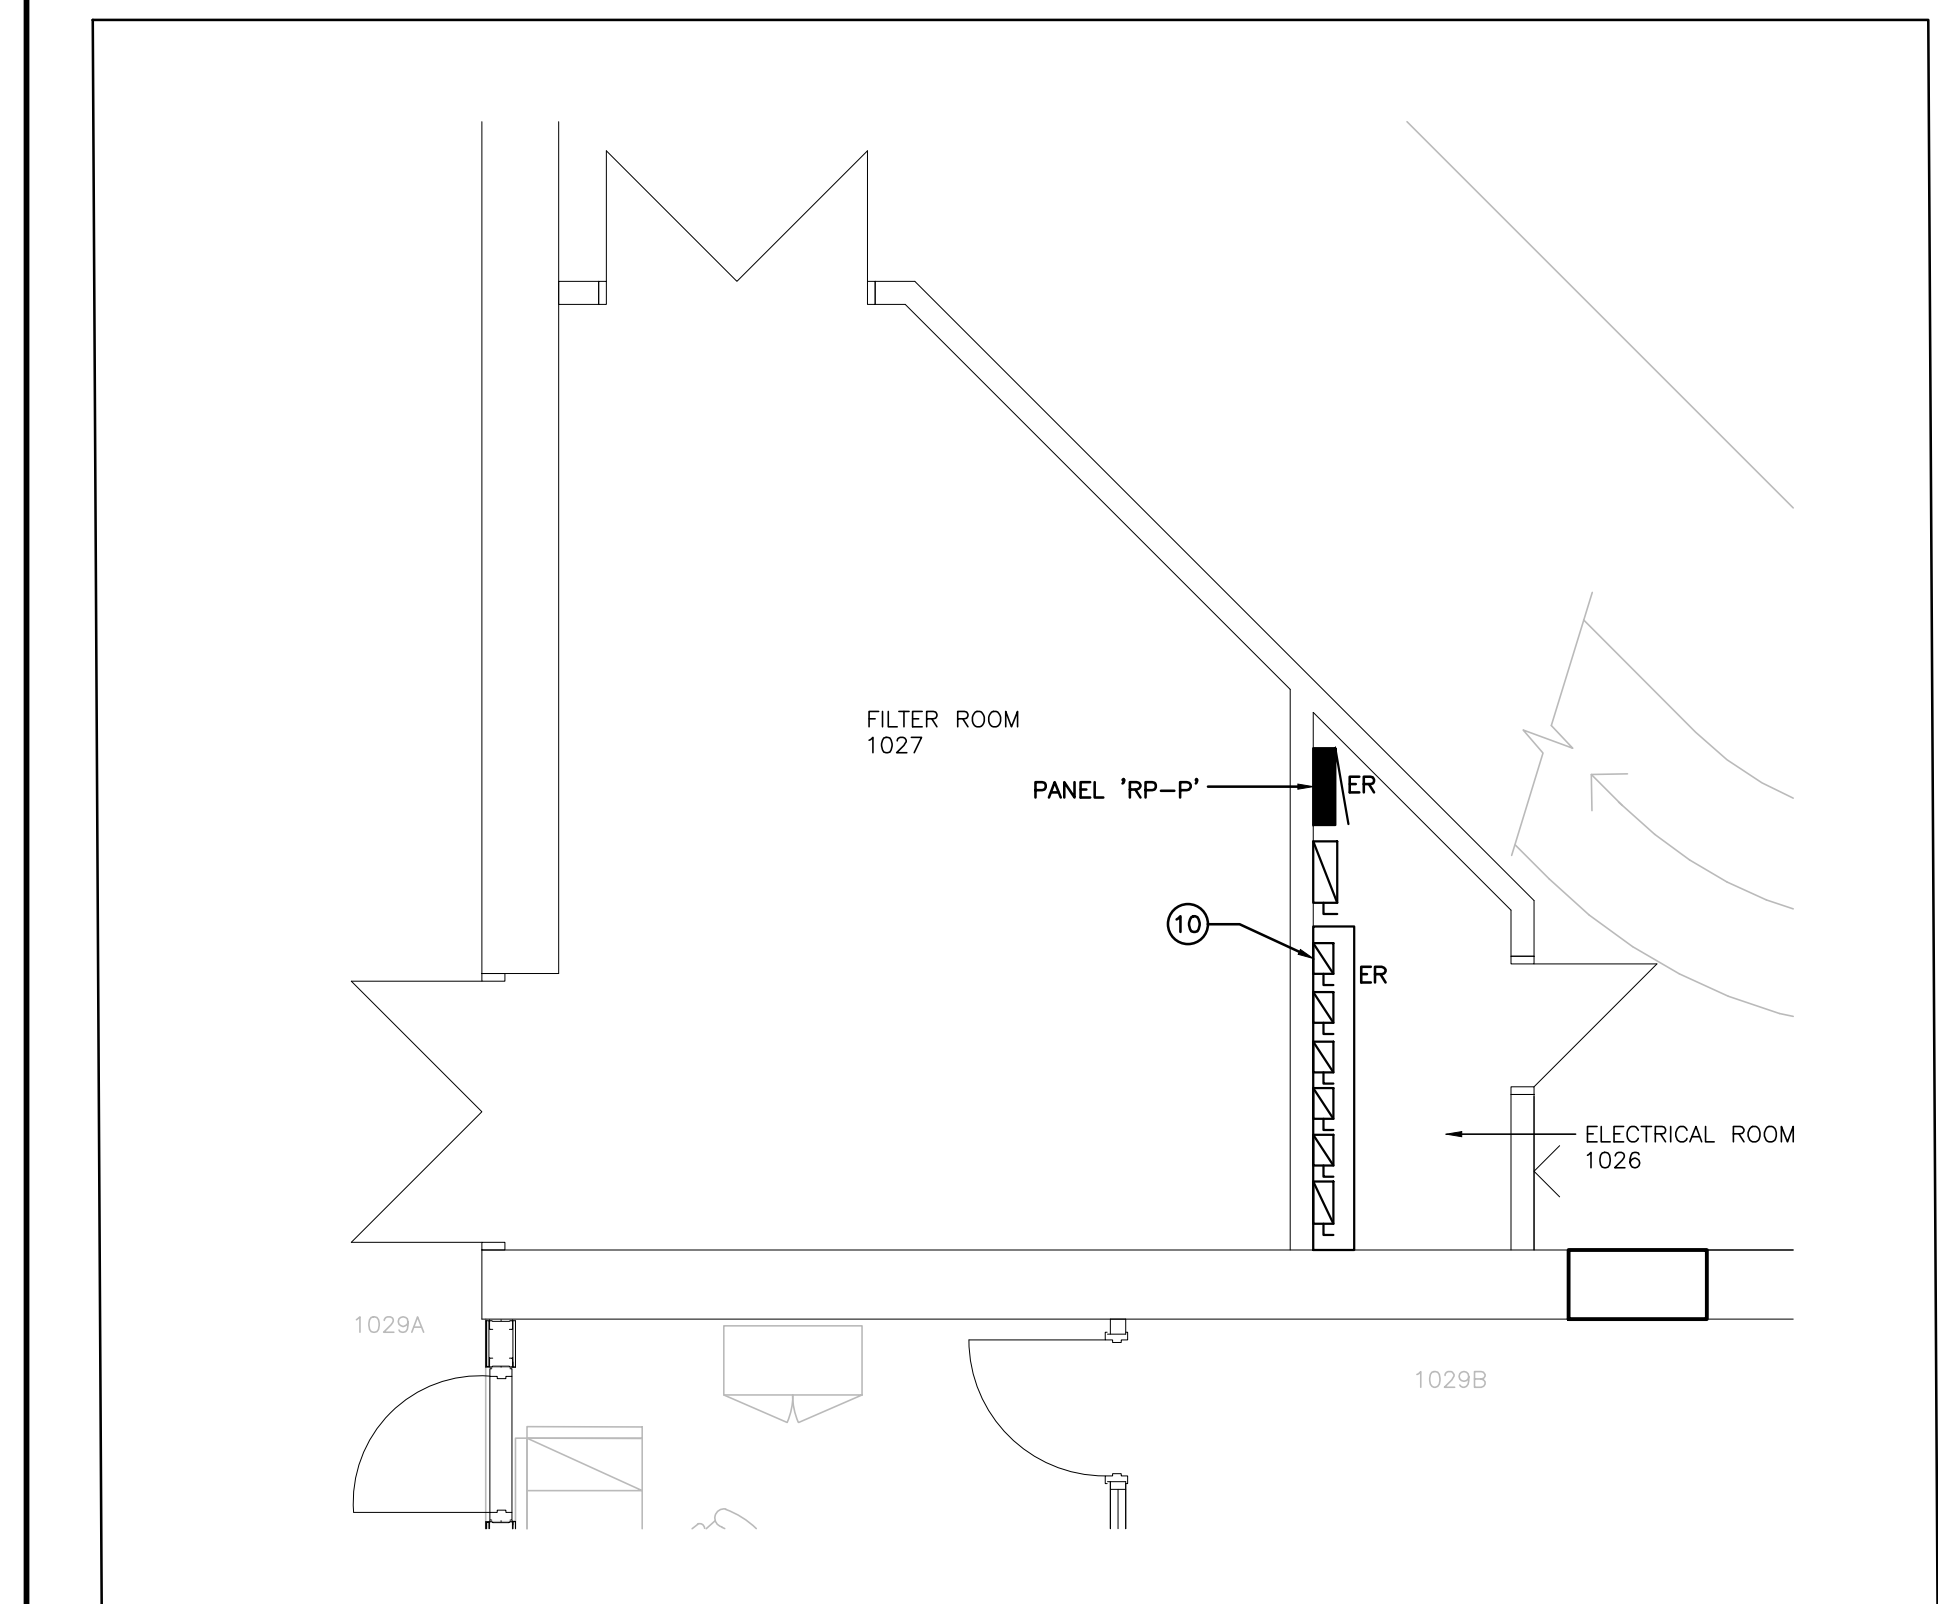 FILTER ROOM
1027
PANEL 'RP-P'
ER
10
ER
ELECTRICAL ROOM
1026
1029A
1029B